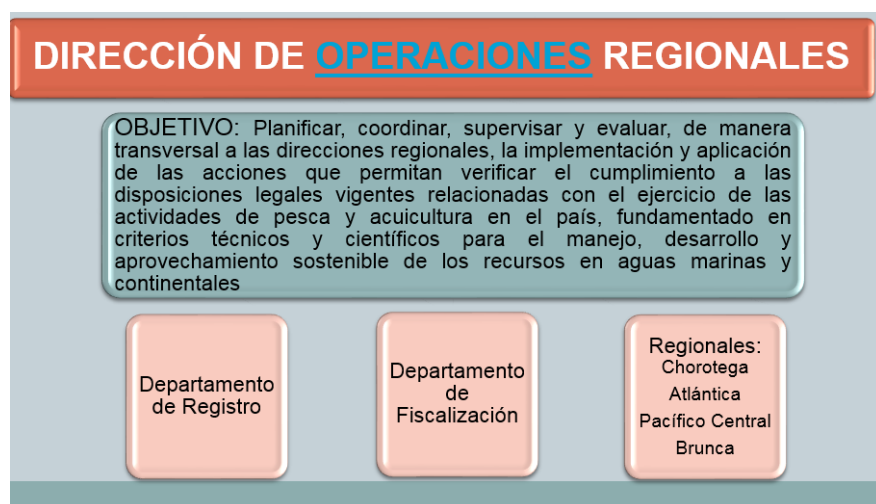 DIRECCIÓN DE OPERACIONES REGIONALES
OBJETIVO: Planificar, coordinar, supervisar y evaluar, de manera
transversal a las direcciones regionales, la implementación y aplicación
de las acciones que permitan verificar el cumplimiento a las
disposiciones legales vigentes relacionadas con el ejercicio de las
actividades de pesca y acuicultura en el país, fundamentado en
criterios técnicos y científicos para el manejo, desarrollo y
aprovechamiento sostenible de los recursos en aguas marinas y
continentales
Departamento
de Registro
Departamento
de
Fiscalización
Regionales:
Chorotega
Atlántica
Pacífico Central
Brunca